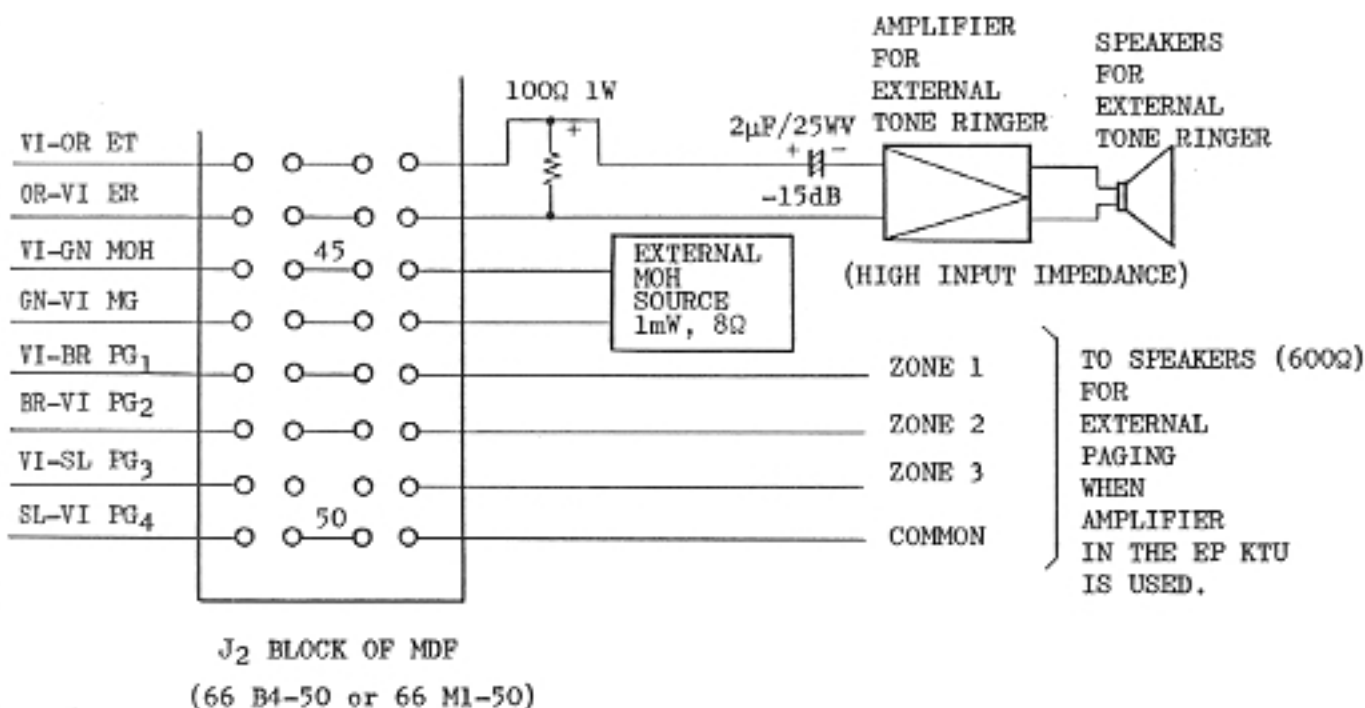 AMPLIFIER
FOR
EXTERNAL
TONE RINGER
SPEAKERS
FOR
EXTERNAL
TONE RINGER
100Ω 1W
+
2μF/25WV
+ -
-15dB
(HIGH INPUT IMPEDANCE)
VI-OR ET
OR-VI ER
VI-GN MOH
GN-VI MG
VI-BR PG1
BR-VI PG2
VI-SL PG3
SL-VI PG4
45
50
EXTERNAL
MOH
SOURCE
1mW, 8Ω
ZONE 1
ZONE 2
ZONE 3
COMMON
TO SPEAKERS (600Ω)
FOR
EXTERNAL
PAGING
WHEN
AMPLIFIER
IN THE EP KTU
IS USED.
J2 BLOCK OF MDF
(66 B4-50 or 66 M1-50)